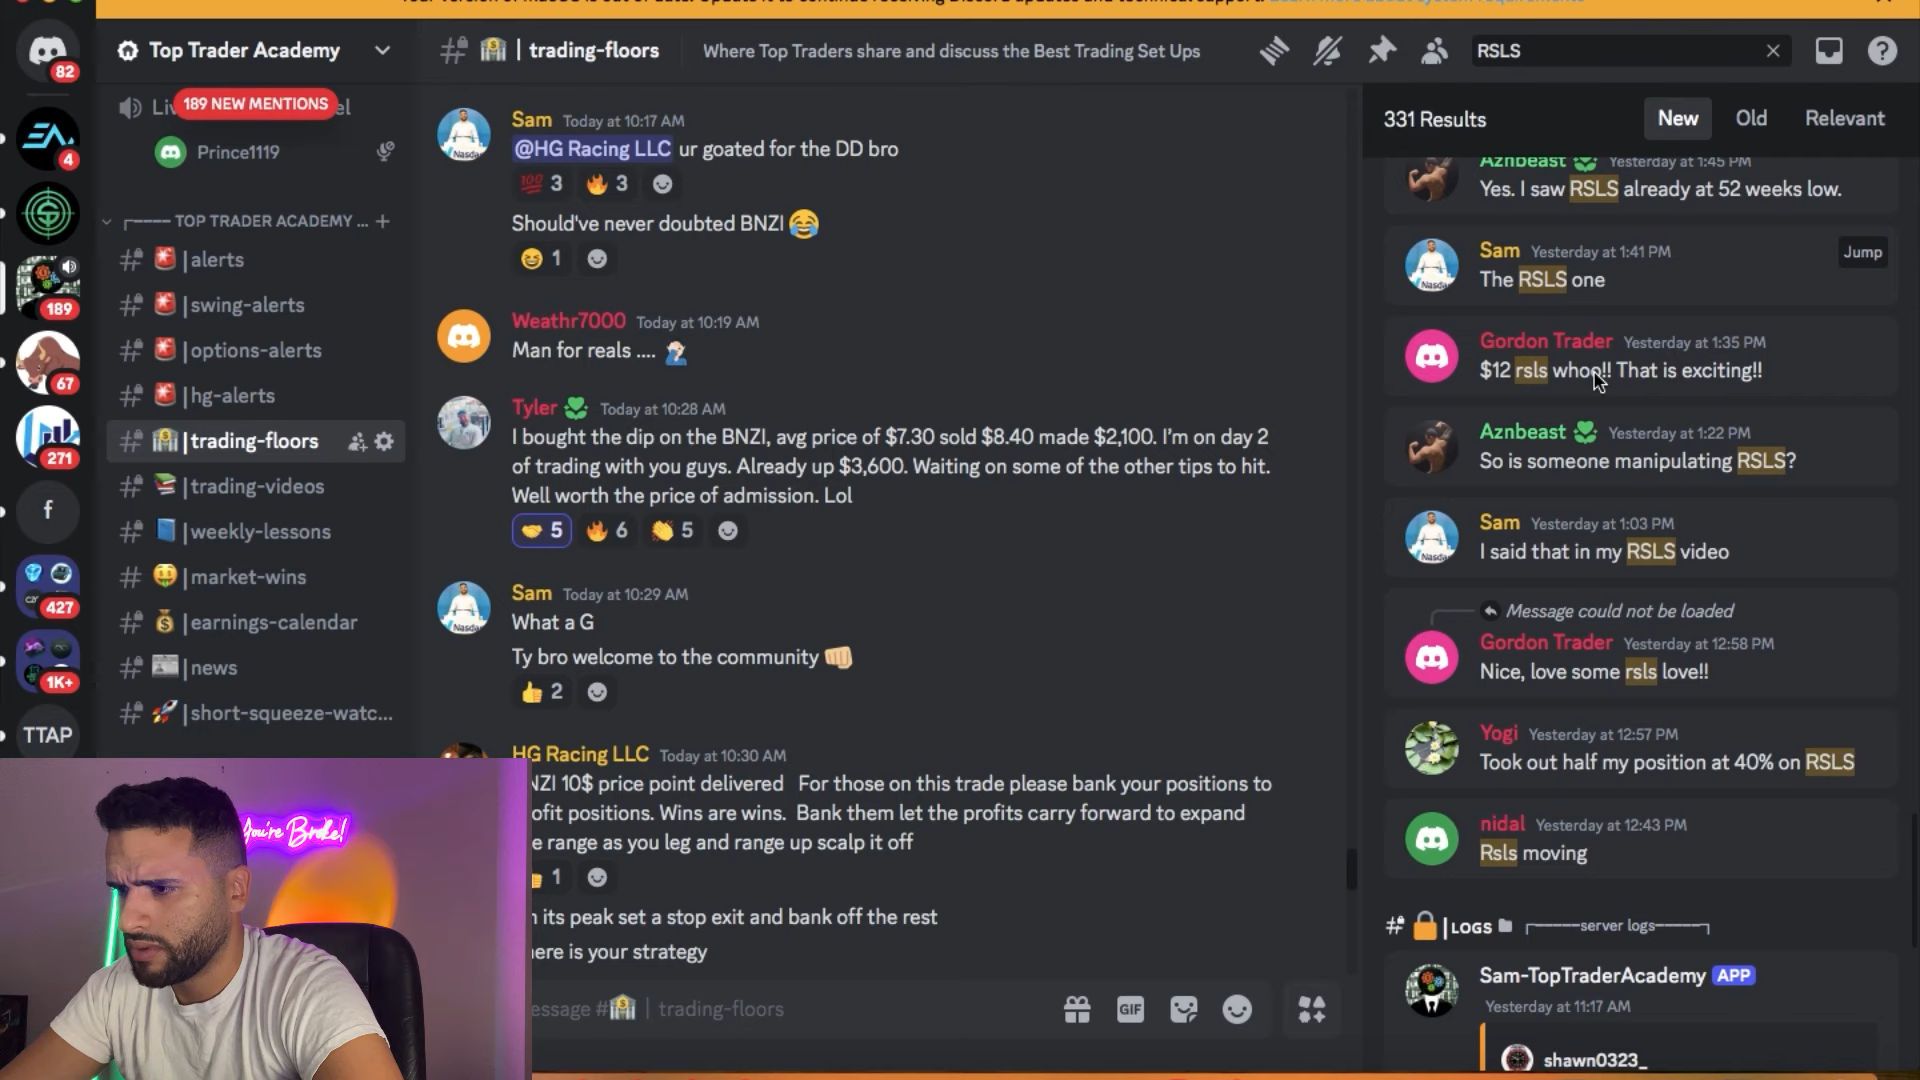 82
Top Trader Academy
| trading-floors
Where Top Traders share and discuss the Best Trading Set Ups
RSLS
189 NEW MENTIONS
Prince1119
4
189
67
271
f
427
1K+
TTAP
TOP TRADER ACADEMY ...
| alerts
| swing-alerts
| options-alerts
| hg-alerts
| trading-floors
| trading-videos
| weekly-lessons
| market-wins
| earnings-calendar
| news
| short-squeeze-watc...
Sam Today at 10:17 AM
@HG Racing LLC ur goated for the DD bro
3 3
Should've never doubted BNZI
1
Weathr7000 Today at 10:19 AM
Man for reals ....
Tyler Today at 10:28 AM
I bought the dip on the BNZI, avg price of $7.30 sold $8.40 made $2,100. I'm on day 2
of trading with you guys. Already up $3,600. Waiting on some of the other tips to hit.
Well worth the price of admission. Lol
5 6 5
Sam Today at 10:29 AM
What a G
Ty bro welcome to the community
2
HG Racing LLC Today at 10:30 AM
NZI 10$ price point delivered For those on this trade please bank your positions to
ofit positions. Wins are wins. Bank them let the profits carry forward to expand
e range as you leg and range up scalp it off
1
its peak set a stop exit and bank off the rest
ere is your strategy
essage # | trading-floors
GIF
331 Results
New
Old
Relevant
Aznbeast Yesterday at 1:45 PM
Yes. I saw RSLS already at 52 weeks low.
Sam Yesterday at 1:41 PM
Jump
The RSLS one
Gordon Trader Yesterday at 1:35 PM
$12 rsls whoo!! That is exciting!!
Aznbeast Yesterday at 1:22 PM
So is someone manipulating RSLS?
Sam Yesterday at 1:03 PM
I said that in my RSLS video
Message could not be loaded
Gordon Trader Yesterday at 12:58 PM
Nice, love some rsls love!!
Yogi Yesterday at 12:57 PM
Took out half my position at 40% on RSLS
nidal Yesterday at 12:43 PM
Rsls moving
| LOGS server logs
Sam-TopTraderAcademy APP
Yesterday at 11:17 AM
shawn0323_
You're Broke!